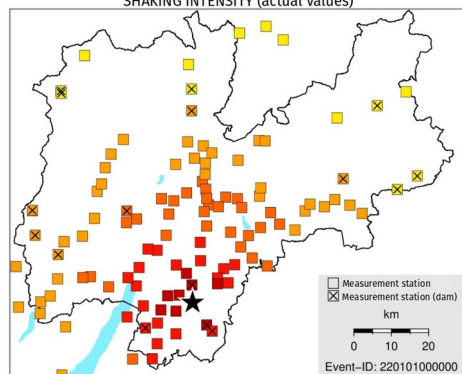 SHAKING INTENSITY (actual values)
Measurement station
Measurement station (dam)
km
0 10 20
Event-ID: 220101000000